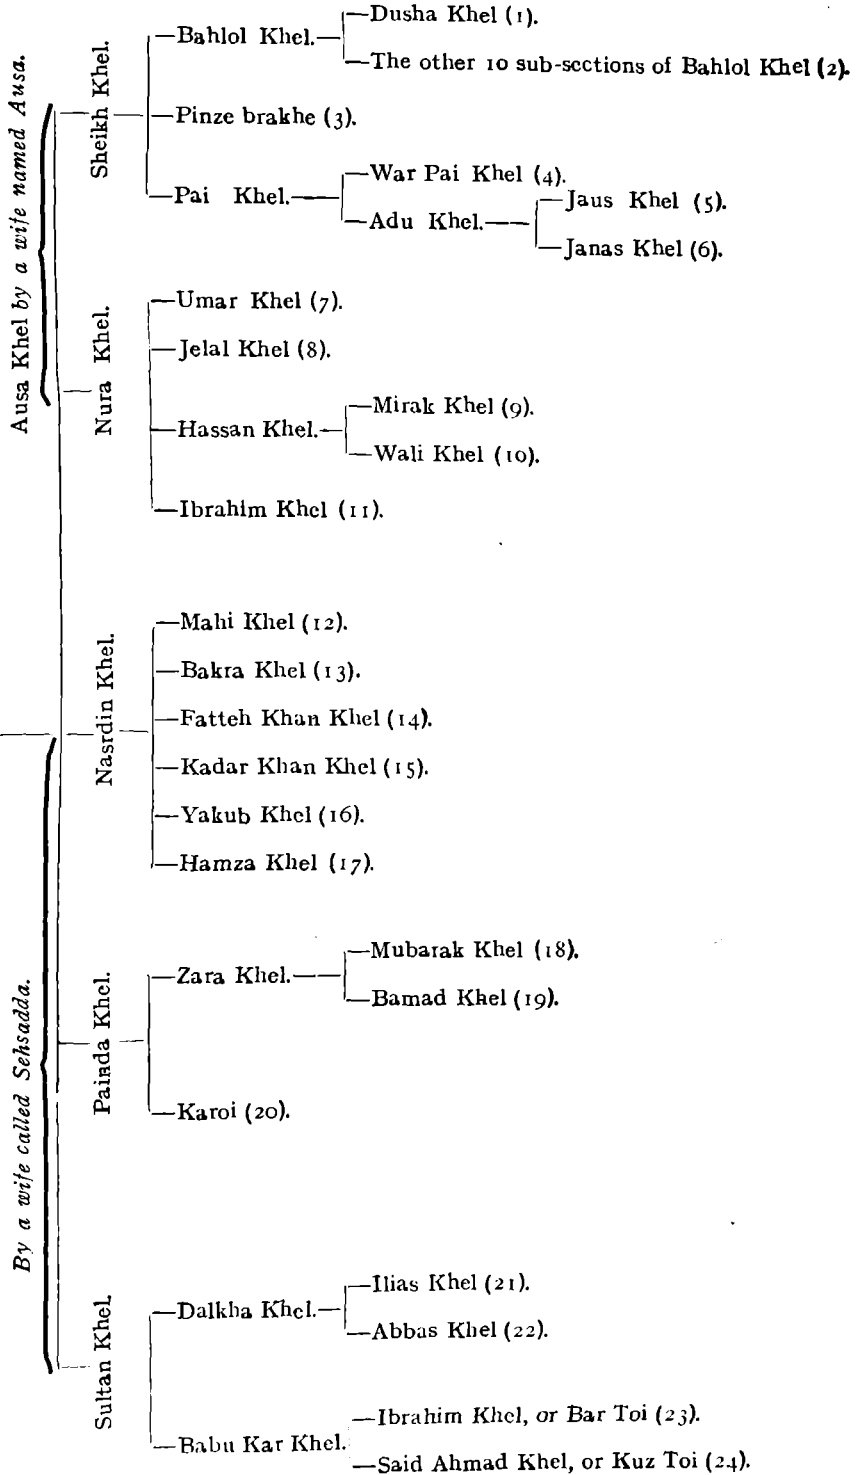 Ausa Khel by a wife named Ausa.
Sheikh Khel.
Bahlol Khel.
Dusha Khel (1).
The other 10 sub-sections of Bahlol Khel (2).
Pinze brakhe (3).
Pai Khel.
War Pai Khel (4).
Adu Khel.
Jaus Khel (5).
Janas Khel (6).
Nura Khel.
Umar Khel (7).
Jelal Khel (8).
Hassan Khel.
Mirak Khel (9).
Wali Khel (10).
Ibrahim Khel (11).
By a wife called Sehsadda.
Nasrdin Khel.
Mahi Khel (12).
Bakra Khel (13).
Fatteh Khan Khel (14).
Kadar Khan Khel (15).
Yakub Khel (16).
Hamza Khel (17).
Painda Khel.
Zara Khel.
Mubarak Khel (18).
Bamad Khel (19).
Karoi (20).
Sultan Khel.
Dalkha Khel.
Ilias Khel (21).
Abbas Khel (22).
Babu Kar Khel.
Ibrahim Khel, or Bar Toi (23).
Said Ahmad Khel, or Kuz Toi (24).